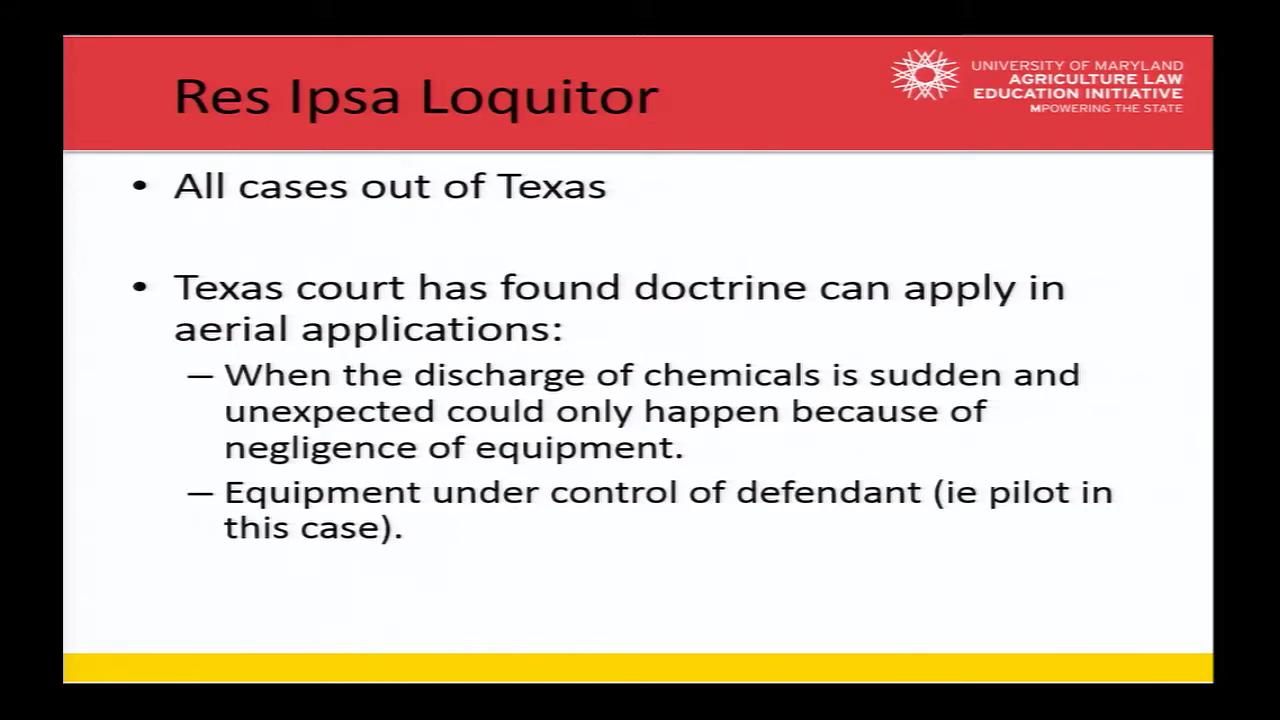 Res Ipsa Loquitor
UNIVERSITY OF MARYLAND
AGRICULTURE LAW
EDUCATION INITIATIVE
MPOWERING THE STATE
• All cases out of Texas
• Texas court has found doctrine can apply in
aerial applications:
– When the discharge of chemicals is sudden and
unexpected could only happen because of
negligence of equipment.
– Equipment under control of defendant (ie pilot in
this case).